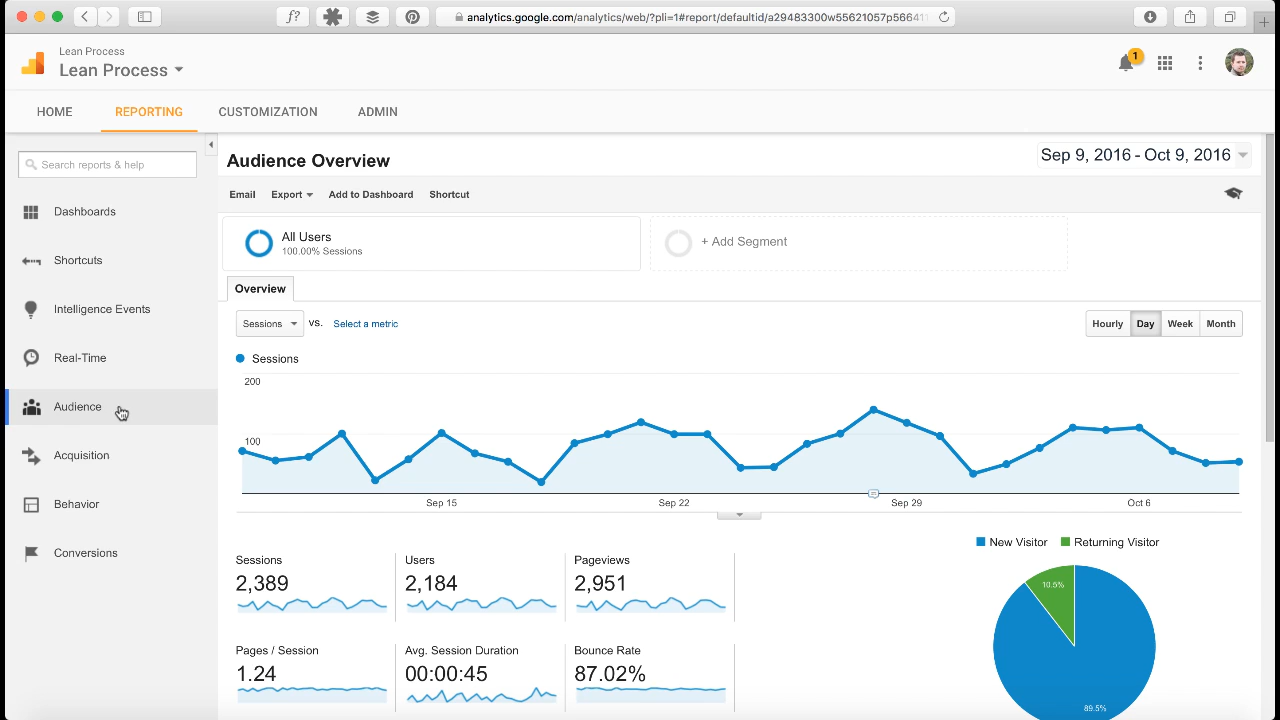 f?
analytics.google.com/analytics/web/?pli=1#report/defaultid/a29483300w55621057p56641
Lean Process
Lean Process
1
HOME REPORTING CUSTOMIZATION ADMIN
Search reports & help
Dashboards
Shortcuts
Intelligence Events
Real-Time
Audience
Acquisition
Behavior
Conversions
Audience Overview
Sep 9, 2016 - Oct 9, 2016
Email Export Add to Dashboard Shortcut
All Users
100.00% Sessions
+ Add Segment
Overview
Sessions vs. Select a metric
Hourly Day Week Month
Sessions
200
100
Sep 15 Sep 22 Sep 29 Oct 6
New Visitor Returning Visitor
Sessions Users Pageviews
2,389 2,184 2,951
10.5%
Pages / Session Avg. Session Duration Bounce Rate
1.24 00:00:45 87.02%
89.5%